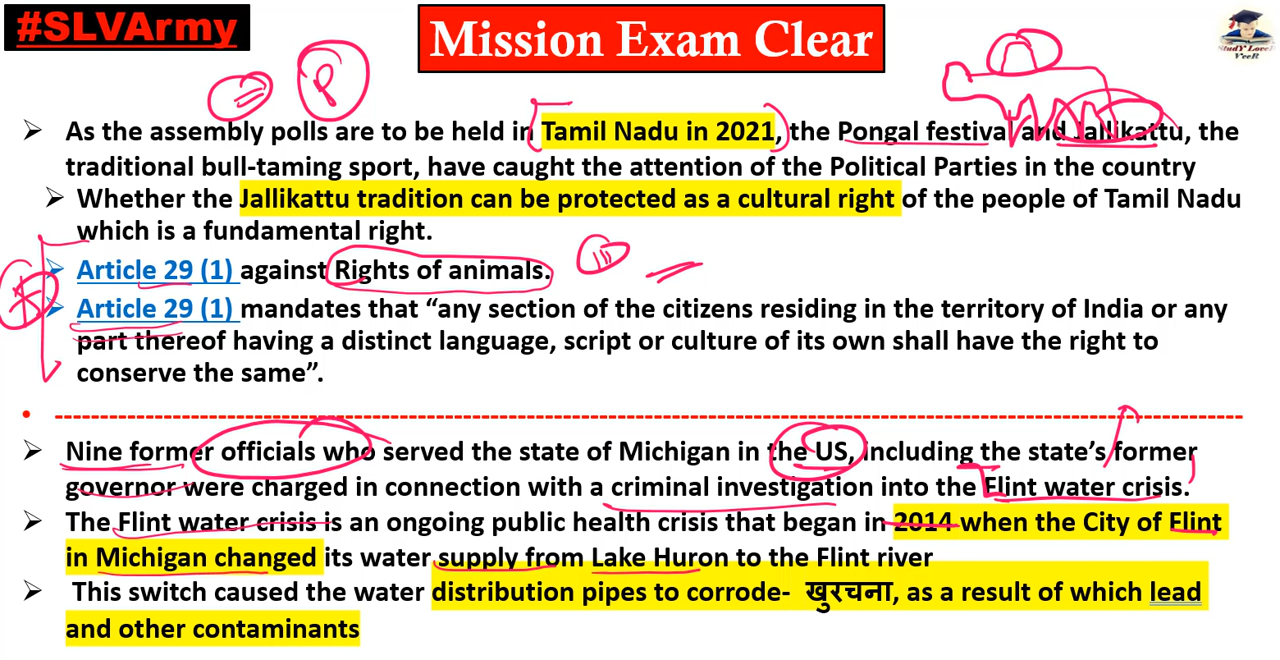 #SLVArmy
Mission Exam Clear
StudY LoveR
VeeR
➢ As the assembly polls are to be held in Tamil Nadu in 2021, the Pongal festival and Jallikattu, the
traditional bull-taming sport, have caught the attention of the Political Parties in the country
➢ Whether the Jallikattu tradition can be protected as a cultural right of the people of Tamil Nadu
which is a fundamental right.
➢ Article 29 (1) against Rights of animals.
➢ Article 29 (1) mandates that “any section of the citizens residing in the territory of India or any
part thereof having a distinct language, script or culture of its own shall have the right to
conserve the same”.
• --------------------------------------------------------------------------------
➢ Nine former officials who served the state of Michigan in the US, including the state’s former
governor were charged in connection with a criminal investigation into the Flint water crisis.
➢ The Flint water crisis is an ongoing public health crisis that began in 2014 when the City of Flint
in Michigan changed its water supply from Lake Huron to the Flint river
➢ This switch caused the water distribution pipes to corrode- खुरचना, as a result of which lead
and other contaminants